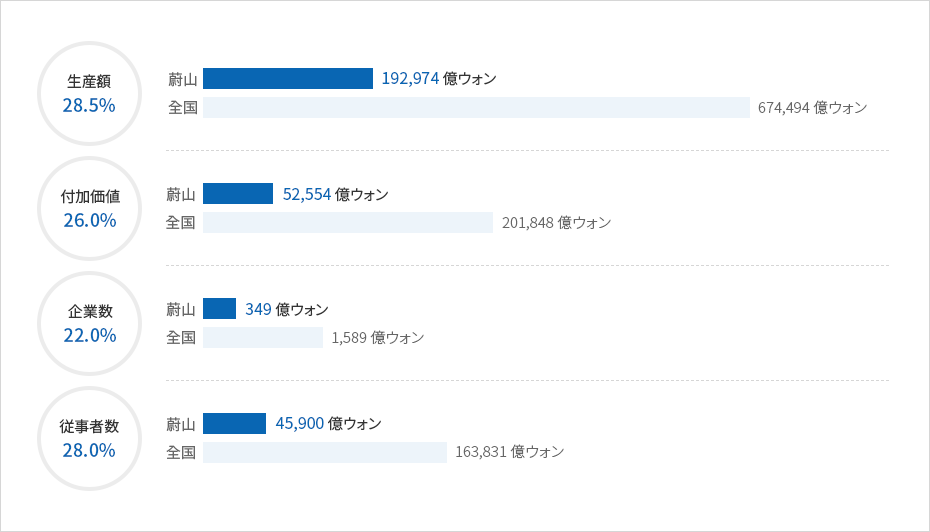 生産額
28.5%
蔚山 192,974 億ウォン
全国 674,494 億ウォン
付加価値
26.0%
蔚山 52,554 億ウォン
全国 201,848 億ウォン
企業数
22.0%
蔚山 349 億ウォン
全国 1,589 億ウォン
従事者数
28.0%
蔚山 45,900 億ウォン
全国 163,831 億ウォン